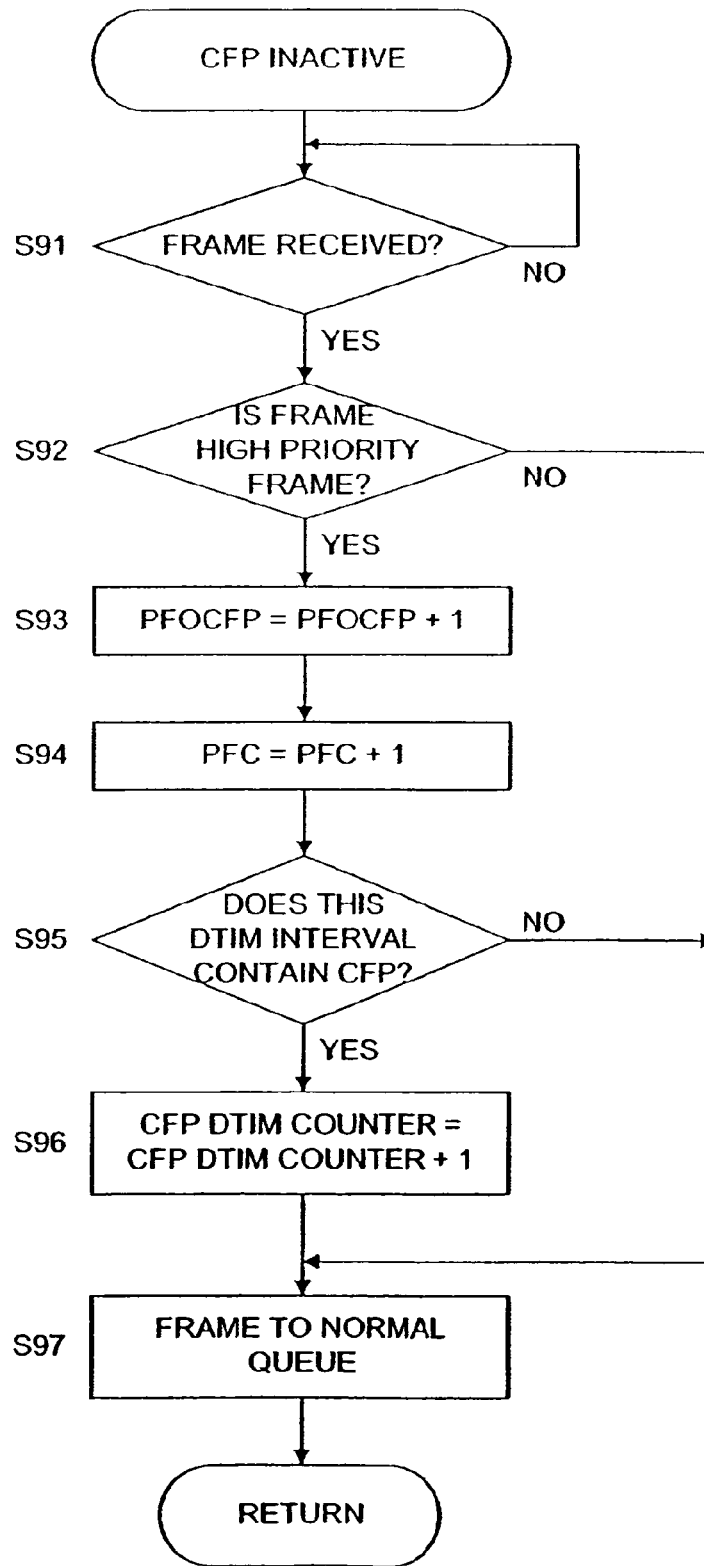 CFP INACTIVE
S91
FRAME RECEIVED?
NO
YES
S92
IS FRAME
HIGH PRIORITY
FRAME?
NO
YES
S93
PFOCFP = PFOCFP + 1
S94
PFC = PFC + 1
S95
DOES THIS
DTIM INTERVAL
CONTAIN CFP?
NO
YES
S96
CFP DTIM COUNTER =
CFP DTIM COUNTER + 1
S97
FRAME TO NORMAL
QUEUE
RETURN